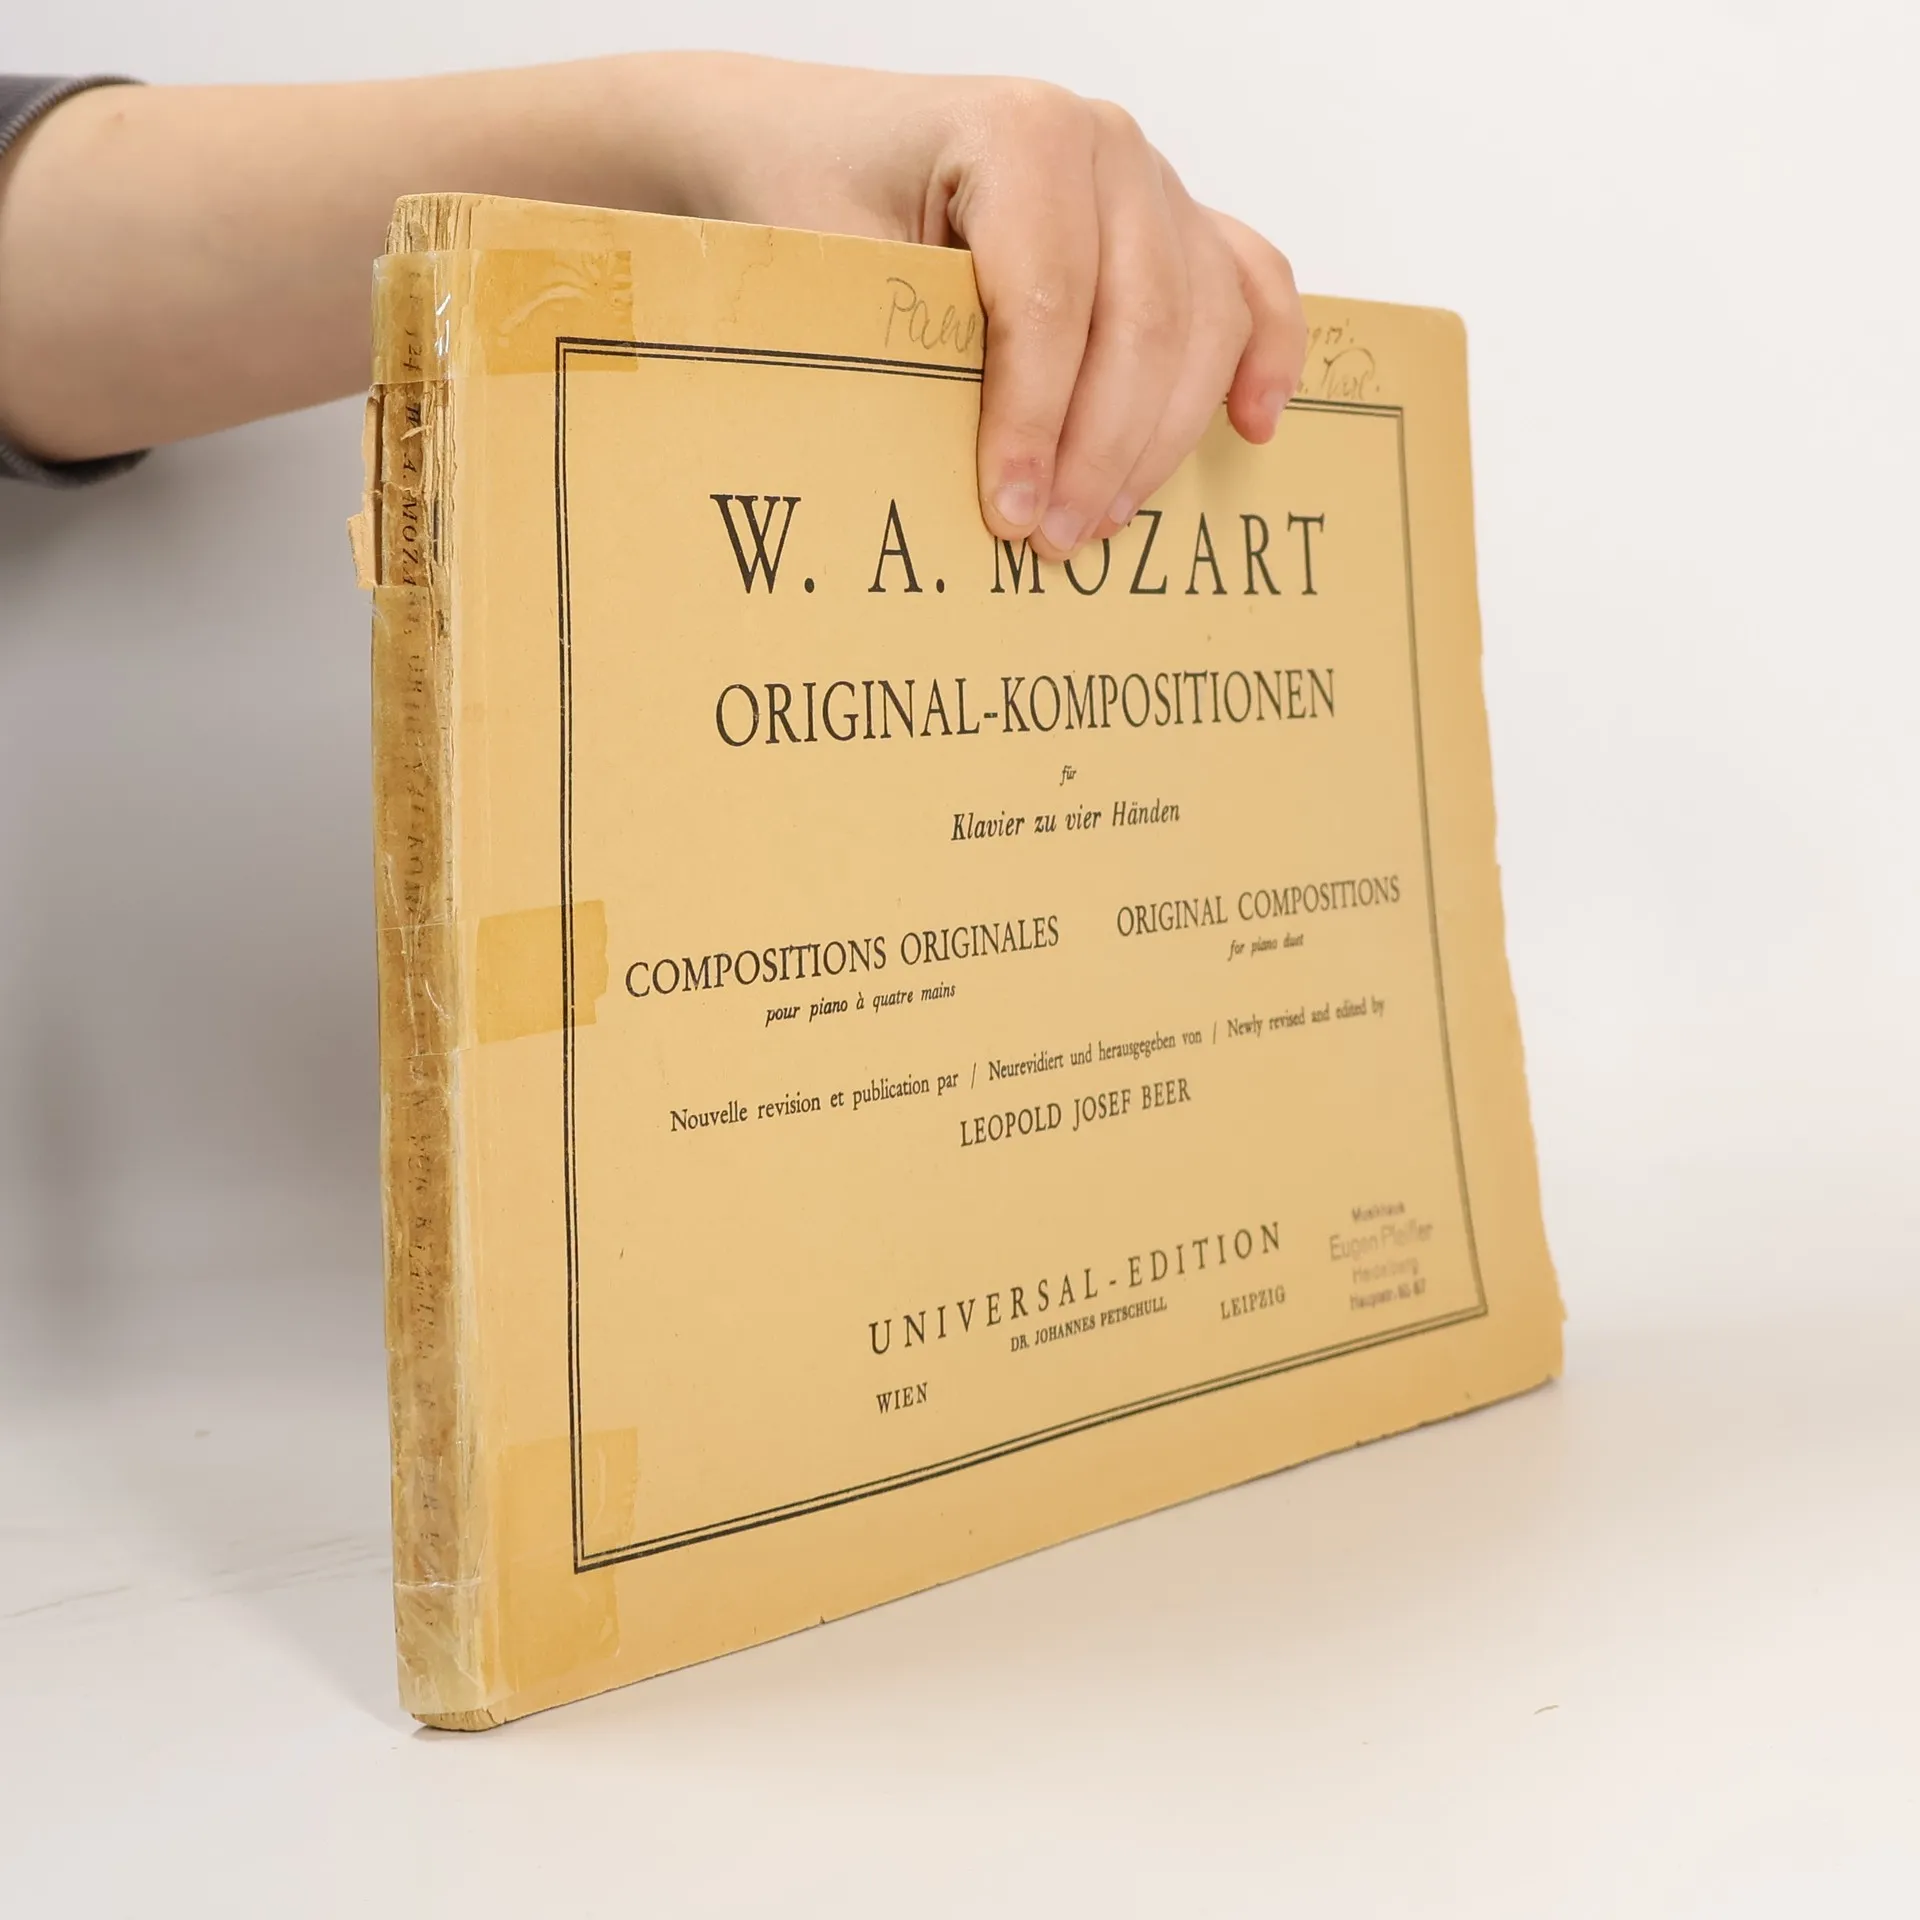 W. A. MOZART
ORIGINAL-KOMPOSITIONEN
für
Klavier zu vier Händen
COMPOSITIONS ORIGINALES
pour piano à quatre mains
ORIGINAL COMPOSITIONS
for piano duet
Nouvelle revision et publication par / Neurevidiert und herausgegeben von / Newly revised and edited by
LEOPOLD JOSEF BEER
UNIVERSAL-EDITION
DR. JOHANNES PETSCHULL
WIEN LEIPZIG
Musikhaus
Eugen Pfeiffer
Heidelberg
W. A. MOZART